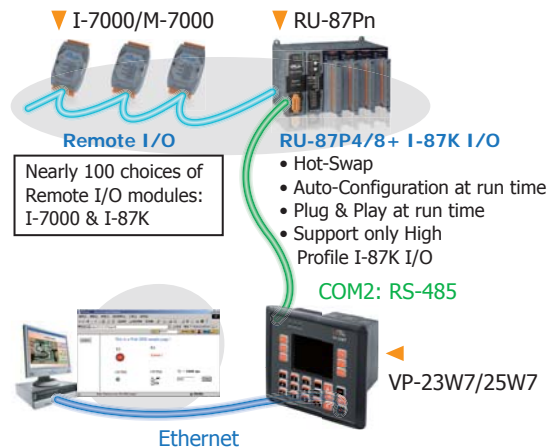 I-7000/M-7000
RU-87Pn
Remote I/O
Nearly 100 choices of
Remote I/O modules:
I-7000 & I-87K
RU-87P4/8+ I-87K I/O
• Hot-Swap
• Auto-Configuration at run time
• Plug & Play at run time
• Support only High
Profile I-87K I/O
COM2: RS-485
VP-23W7/25W7
Ethernet